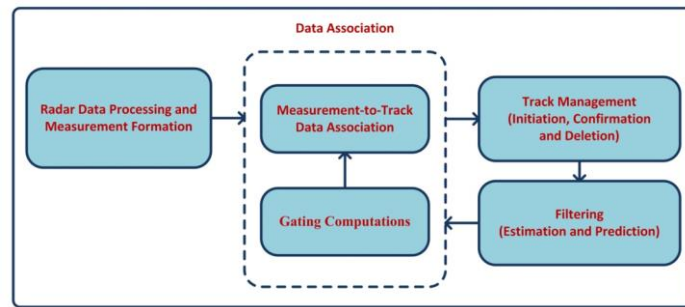 Data Association
Radar Data Processing and
Measurement Formation
Measurement-to-Track
Data Association
Gating Computations
Track Management
(Initiation, Confirmation
and Deletion)
Filtering
(Estimation and Prediction)